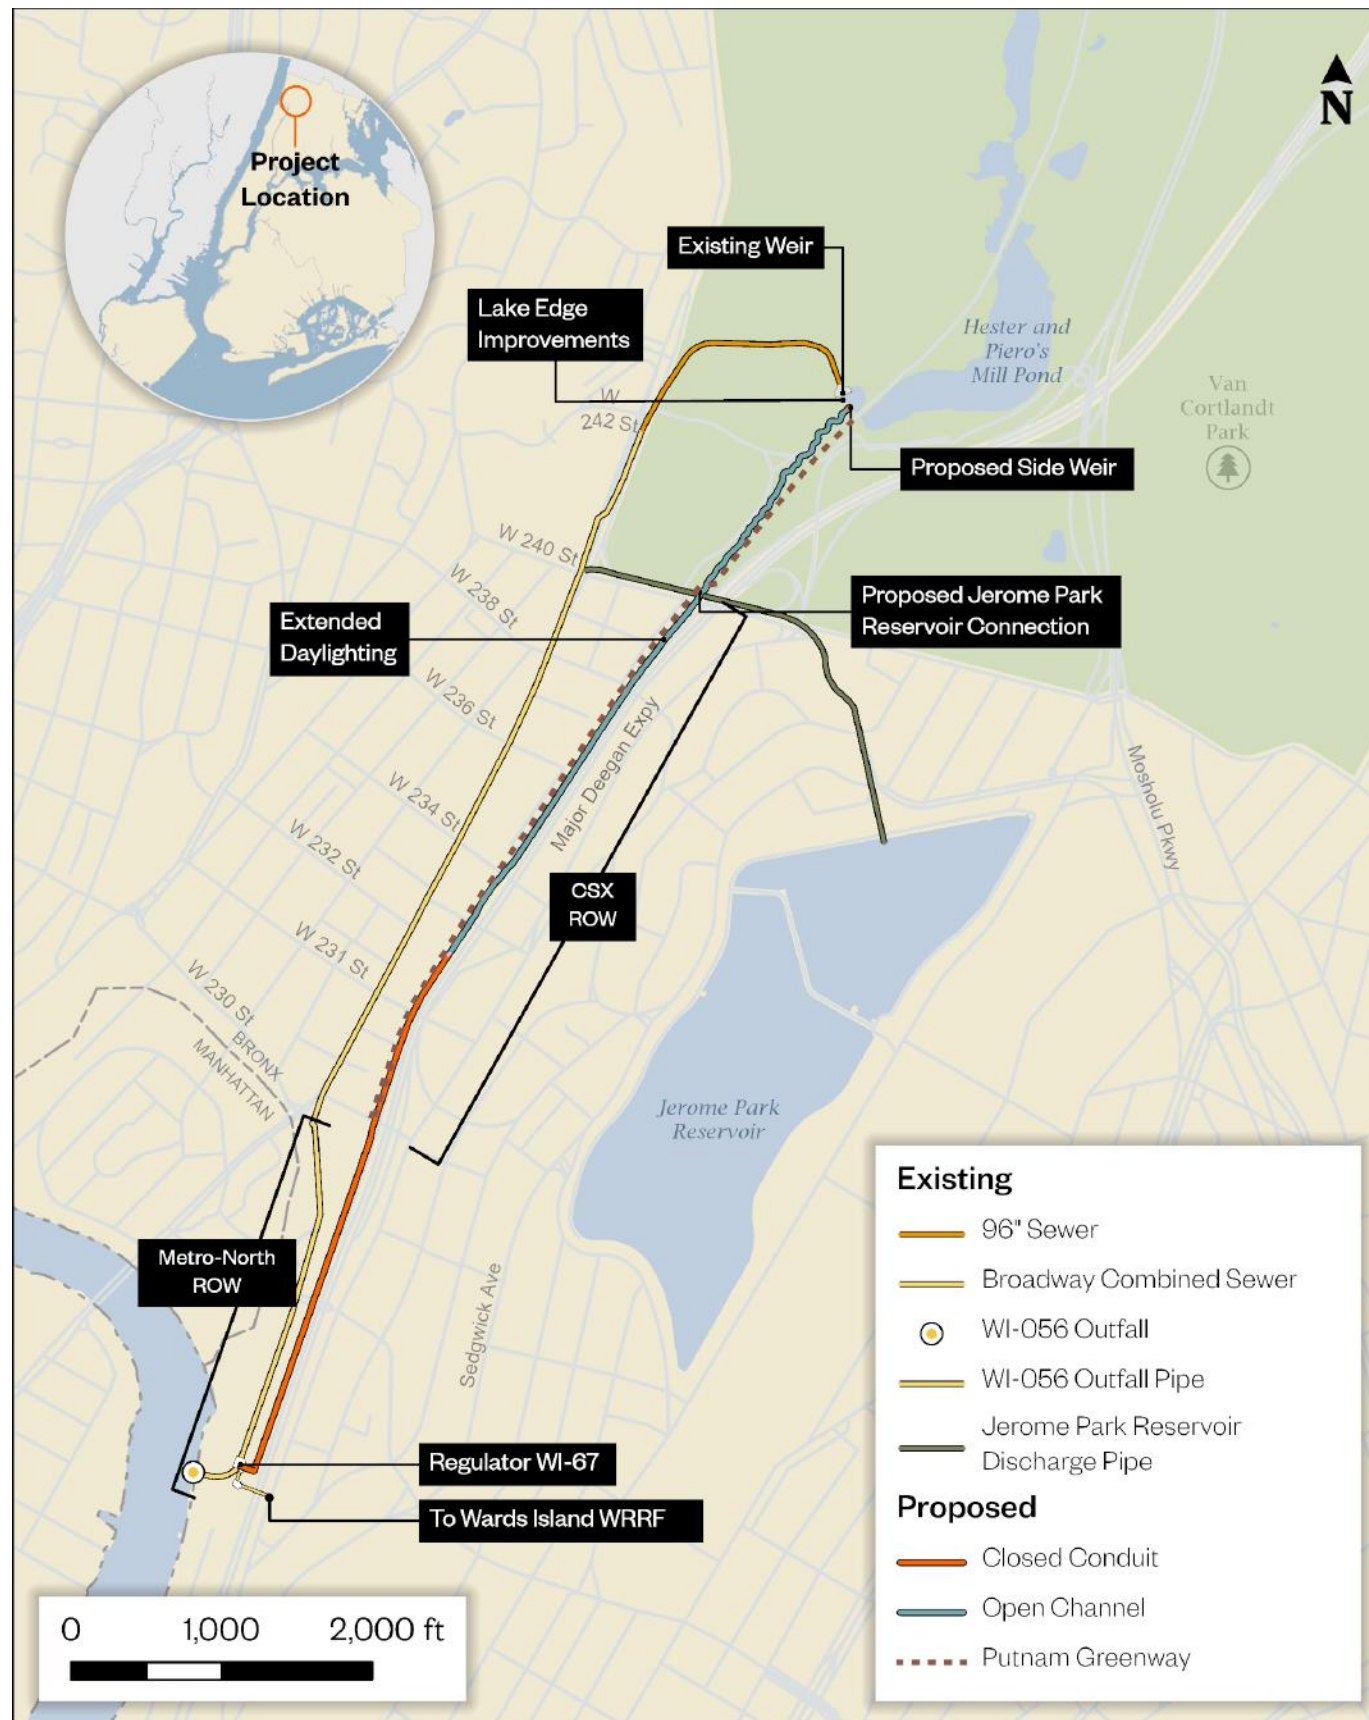 N
Project
Location
Existing Weir
Lake Edge
Improvements
Hester and
Piero's
Mill Pond
Van
Cortlandt
Park
W
242 St
Proposed Side Weir
W 240 St
W 238 St
Proposed Jerome Park
Reservoir Connection
Extended
Daylighting
W 236 St
Major Deegan Expy
Mosholu Pkwy
W 234 St
W 232 St
CSX
ROW
W 231 St
W 230 St
BRONX
MANHATTAN
Jerome Park
Reservoir
Metro-North
ROW
Sedgwick Ave
Regulator WI-67
To Wards Island WRRF
0 1,000 2,000 ft
Existing
96" Sewer
Broadway Combined Sewer
WI-056 Outfall
WI-056 Outfall Pipe
Jerome Park Reservoir
Discharge Pipe
Proposed
Closed Conduit
Open Channel
Putnam Greenway